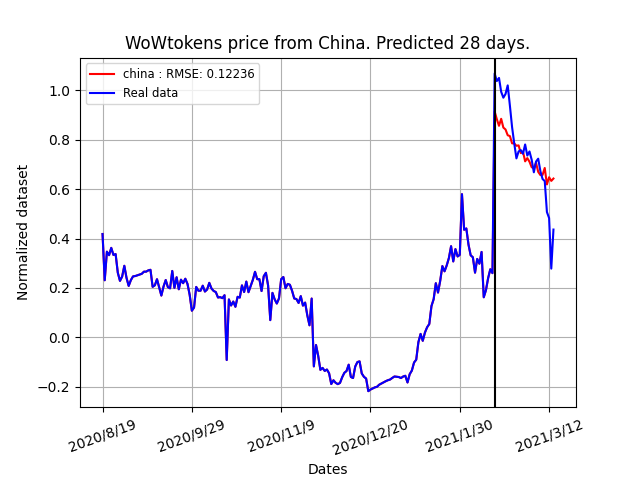 WoWtokens price from China. Predicted 28 days.
china : RMSE: 0.12236
Real data
Normalized dataset
1.0
0.8
0.6
0.4
0.2
0.0
−0.2
2020/8/19
2020/9/29
2020/11/9
2020/12/20
2021/1/30
2021/3/12
Dates